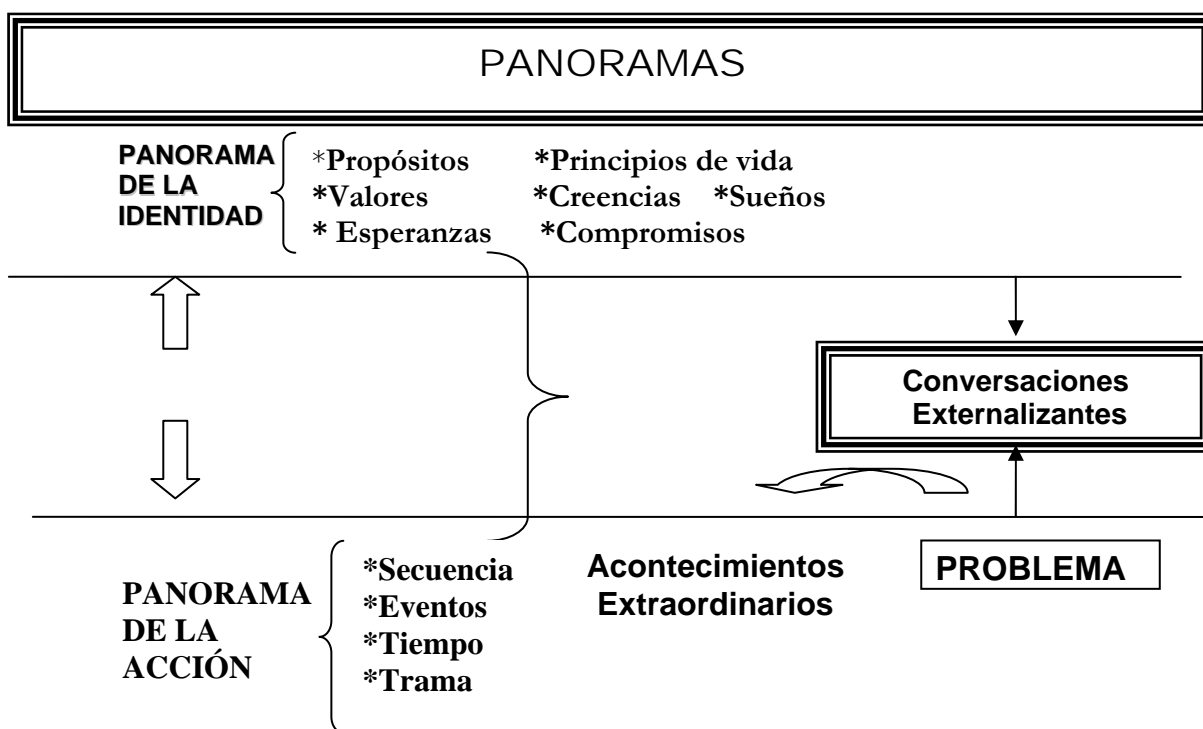 PANORAMAS
PANORAMA
DE LA
IDENTIDAD
*Propósitos *Principios de vida
*Valores *Creencias *Sueños
* Esperanzas *Compromisos
Conversaciones
Externalizantes
PANORAMA
DE LA
ACCIÓN
*Secuencia
*Eventos
*Tiempo
*Trama
Acontecimientos
Extraordinarios
PROBLEMA